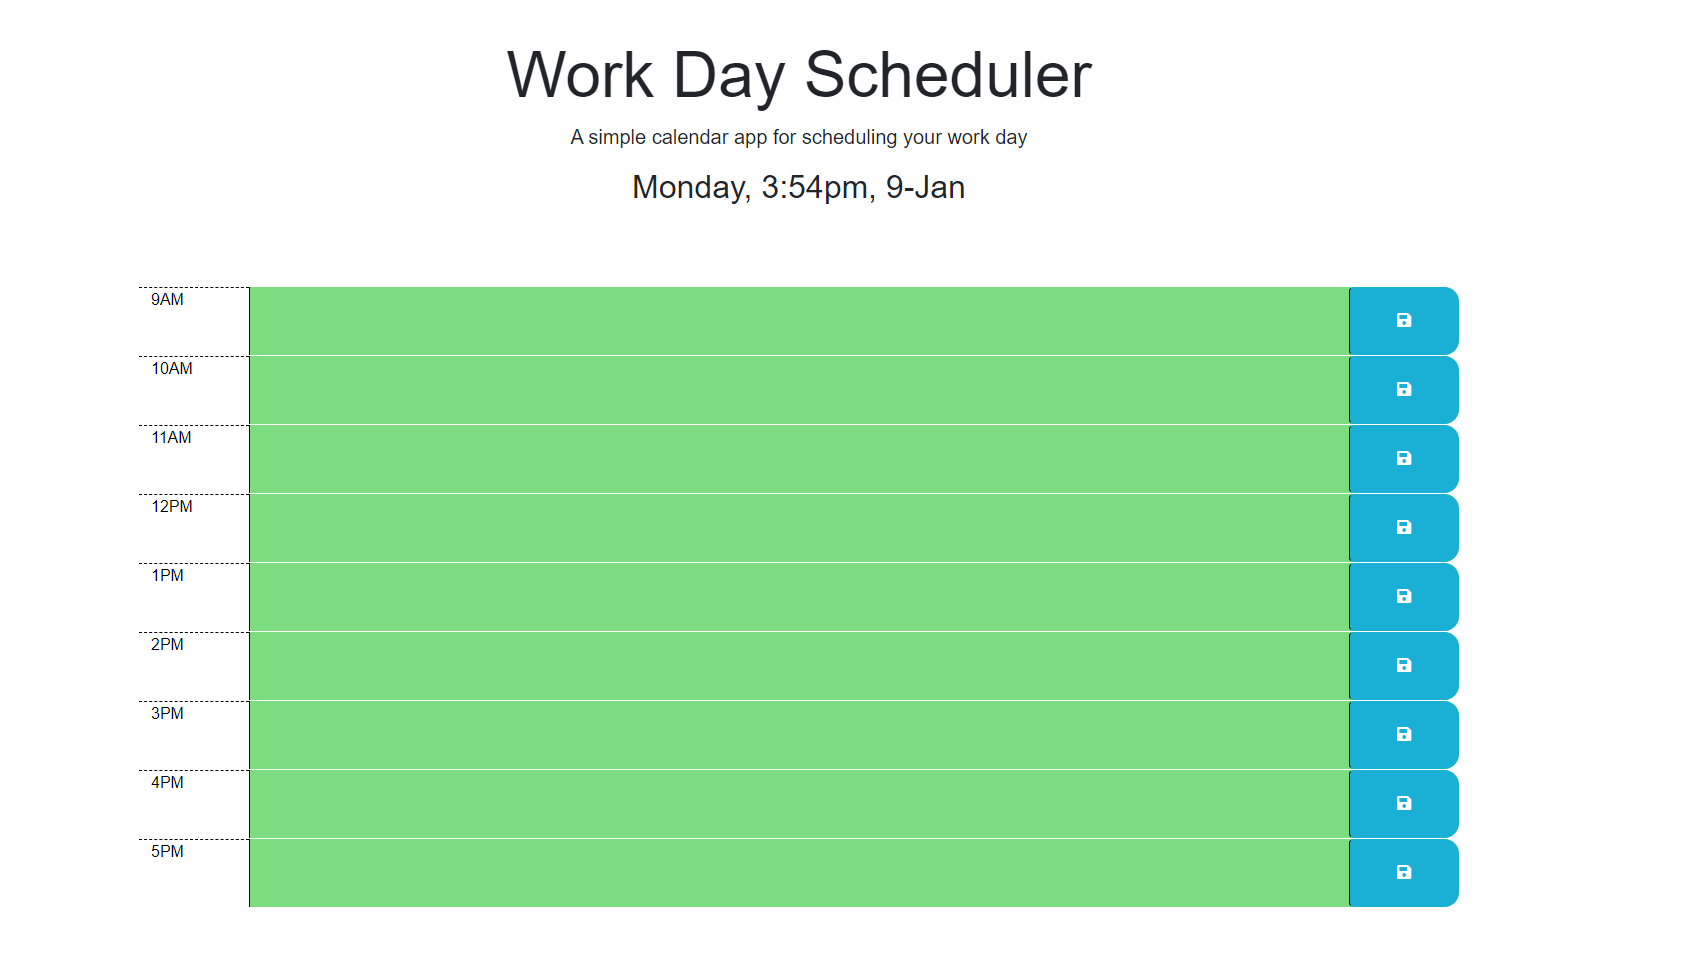 Work Day Scheduler
A simple calendar app for scheduling your work day
Monday, 3:54pm, 9-Jan
9AM
10AM
11AM
12PM
1PM
2PM
3PM
4PM
5PM